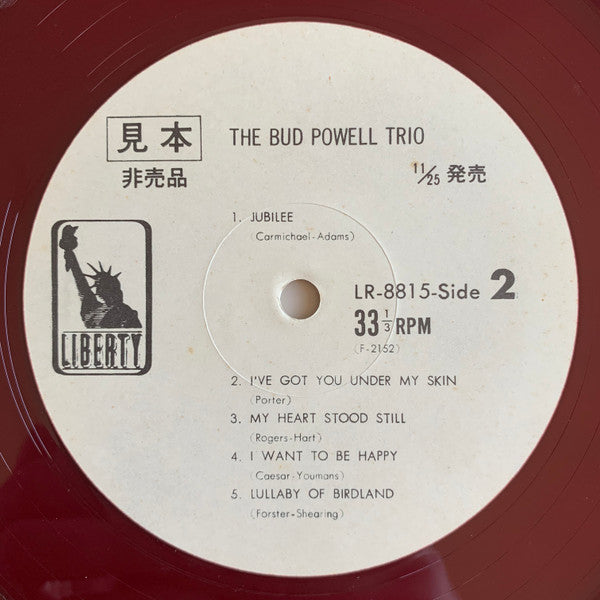 見本
THE BUD POWELL TRIO
非売品
11/25 発売
1. JUBILEE
(Carmichael-Adams)
LIBERTY
LR-8815-Side 2
33 1/3 RPM
(F-2152)
2. I'VE GOT YOU UNDER MY SKIN
(Porter)
3. MY HEART STOOD STILL
(Rogers-Hart)
4. I WANT TO BE HAPPY
(Caesar-Youmans)
5. LULLABY OF BIRDLAND
(Forster-Shearing)